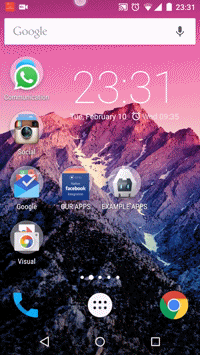 23:31
Google
23:31
Tue, February 10 Wed 09:35
Communication
Social
Google
facebook
OUR APPS
EXAMPLE APPS
Visual